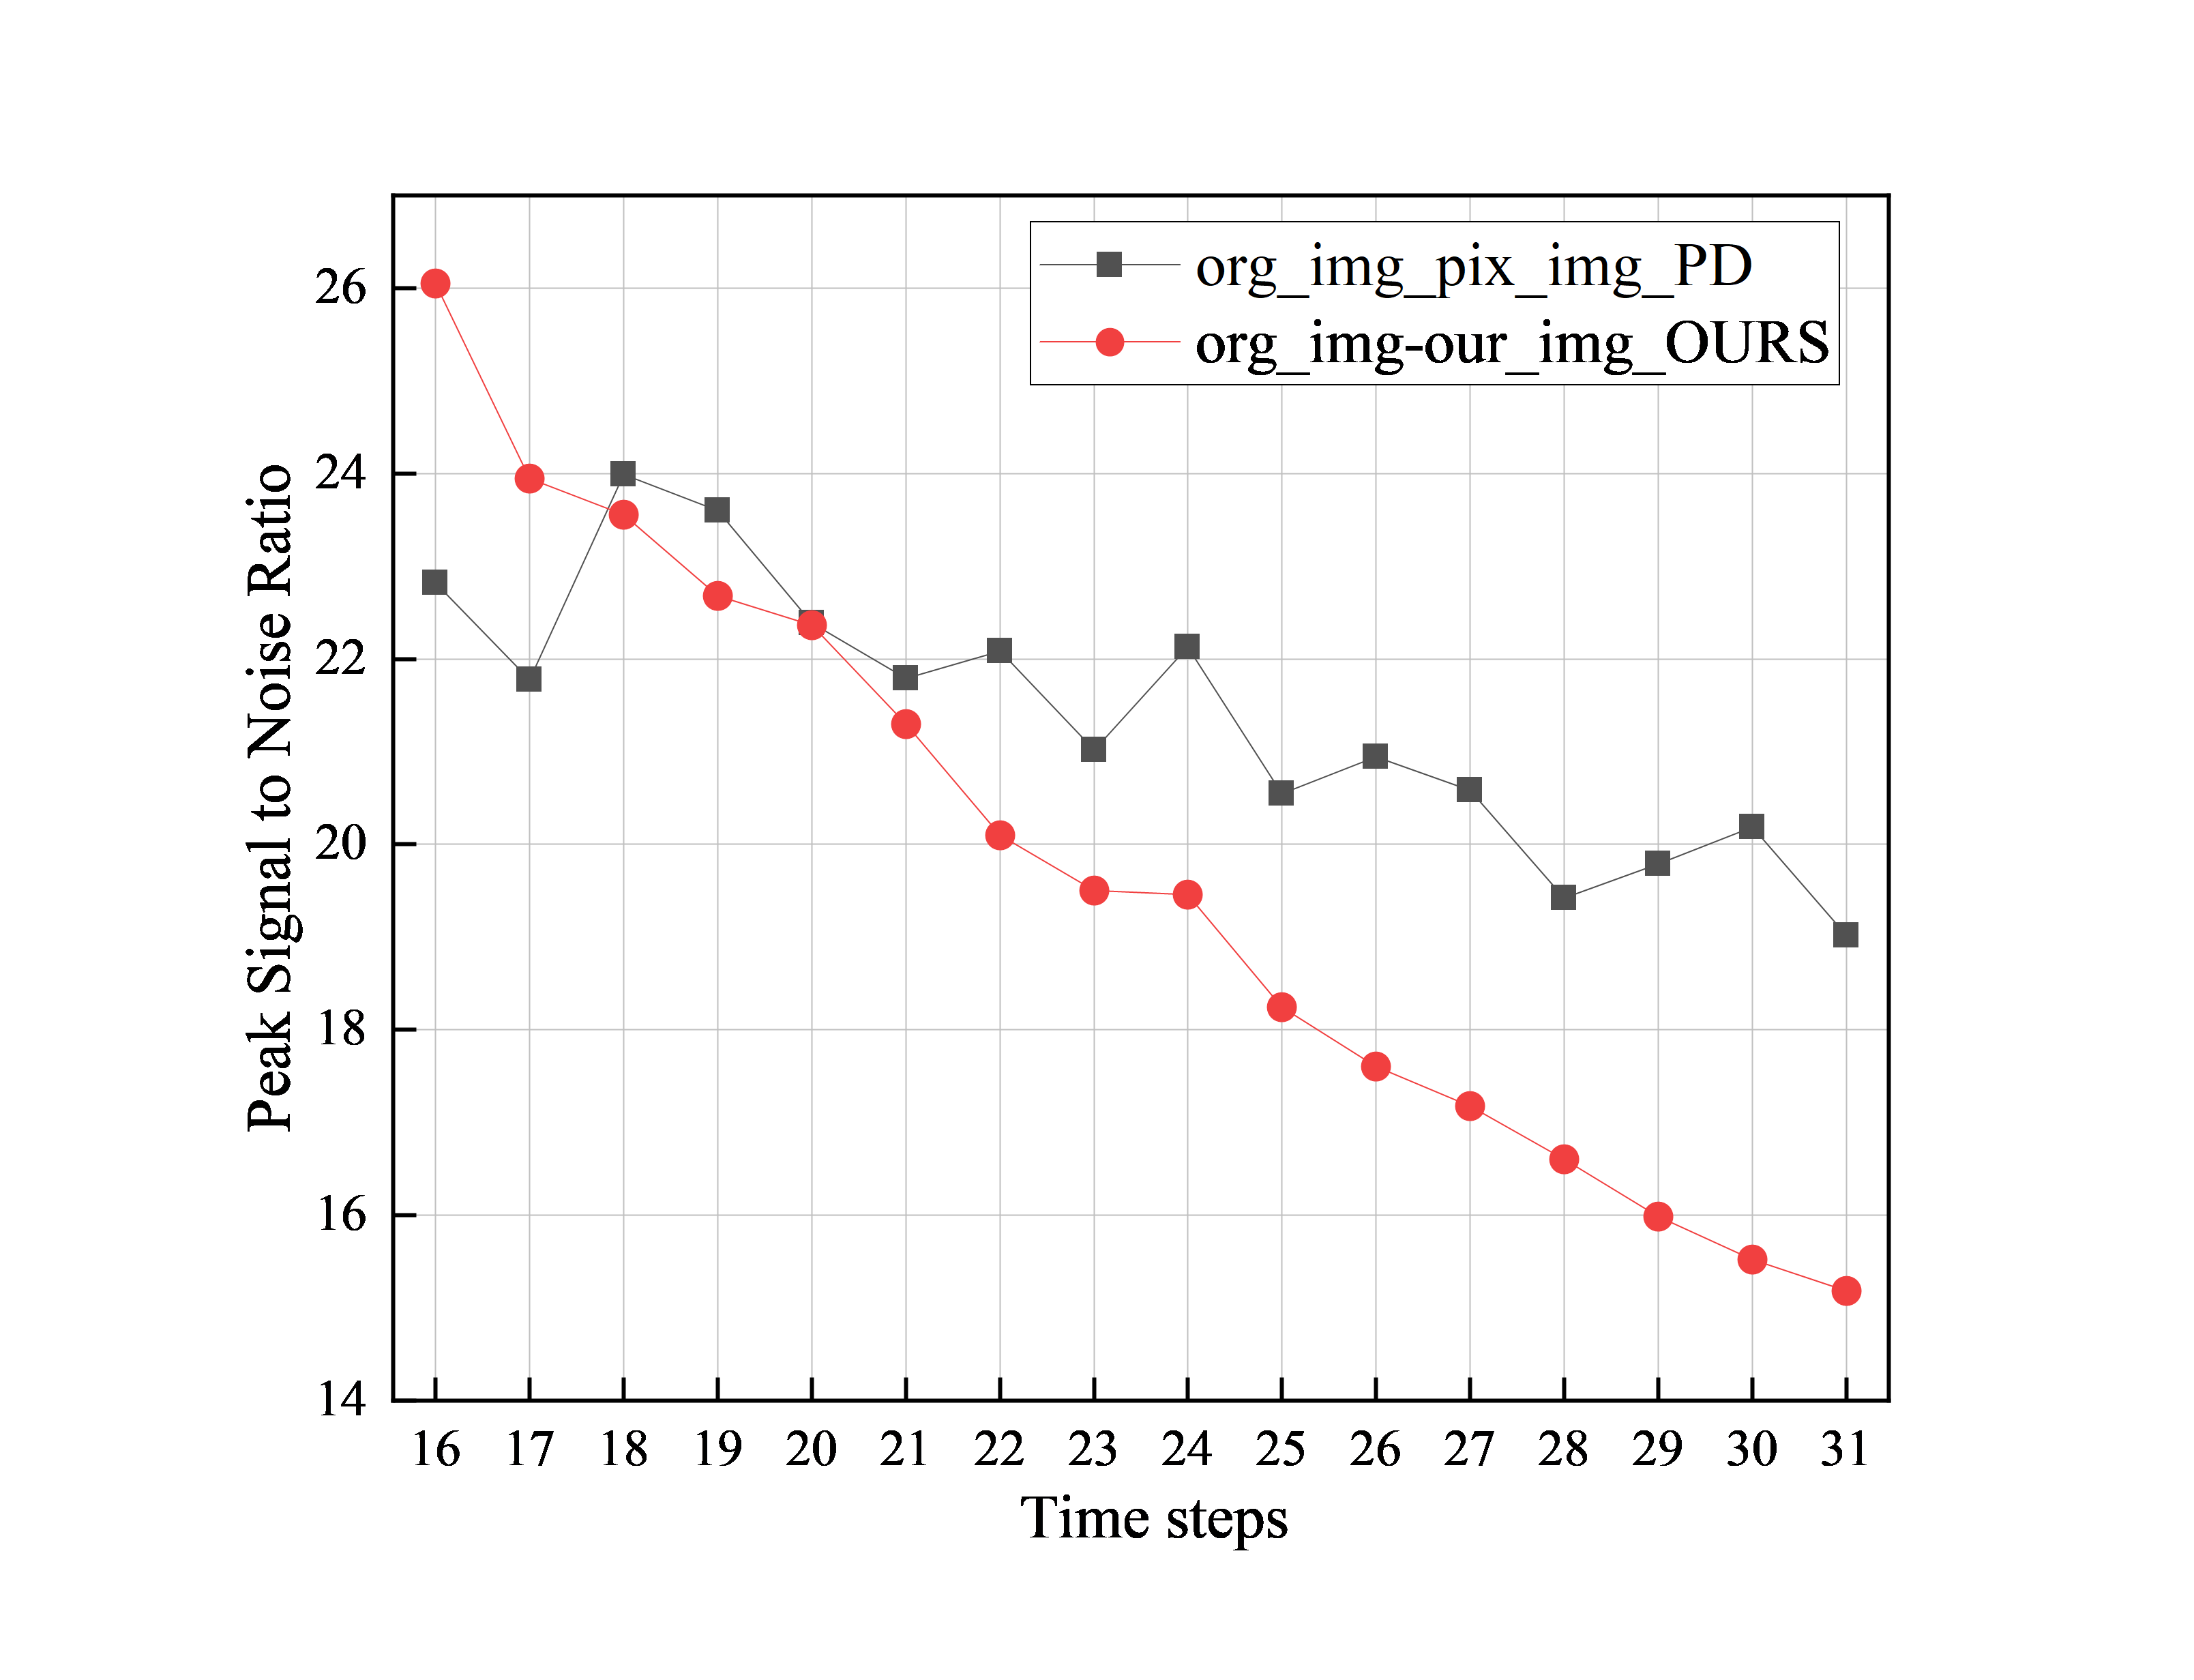 org_img_pix_img_PD
org_img-our_img_OURS
Peak Signal to Noise Ratio
26
24
22
20
18
16
14
16 17 18 19 20 21 22 23 24 25 26 27 28 29 30 31
Time steps